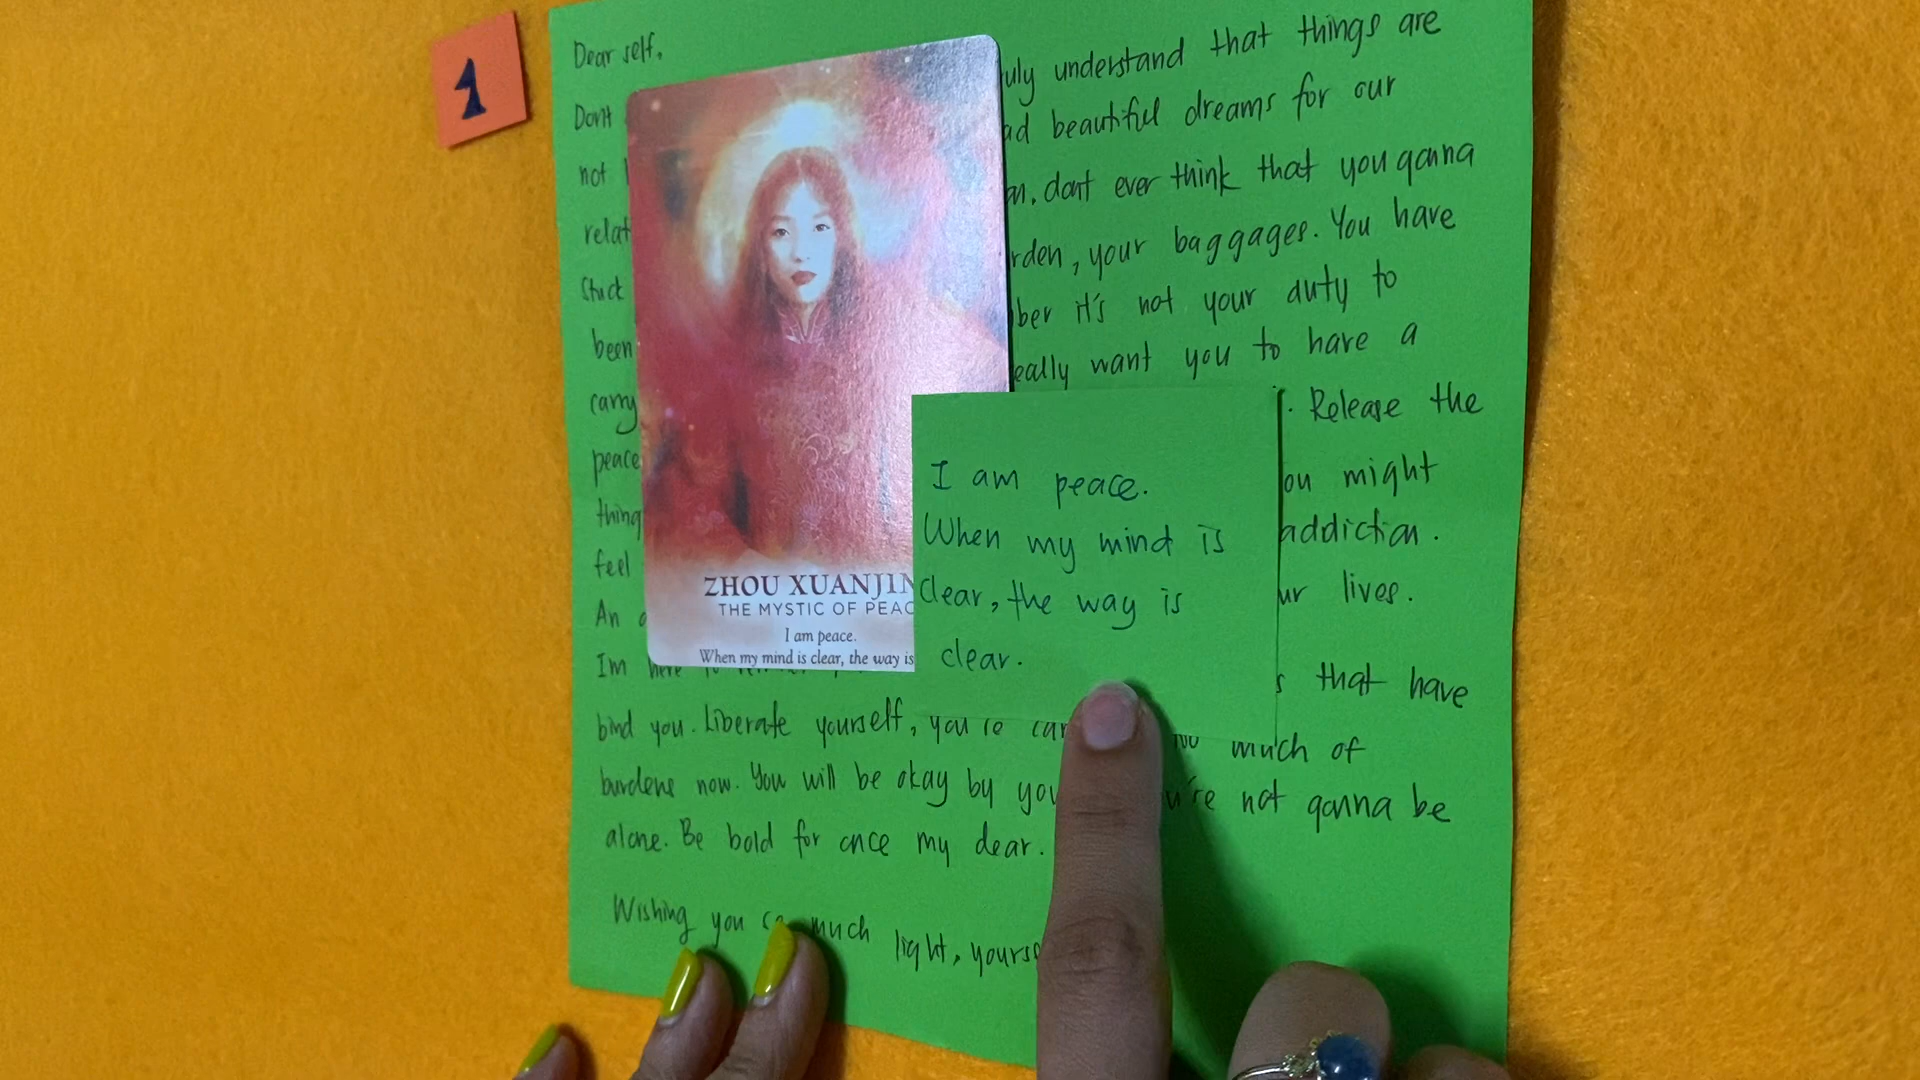 1
Dear self,
Dont uly understand that things are
not ad beautiful dreams for our
relat n. dont ever think that you gonna
stuck rden, your baggages. You have
been ber it's not your duty to
carry eally want you to have a
peace . Release the
thing ou might
feel addiction.
An ur lives.
Im here to s that have
bind you. Liberate yourself, you're much of
burdens now. You will be okay by you u're not gonna be
alone. Be bold for once my dear.
Wishing you so much light, yourse
ZHOU XUANJIN
THE MYSTIC OF PEAC
I am peace.
When my mind is clear, the way is
I am peace.
When my mind is
clear, the way is
clear.